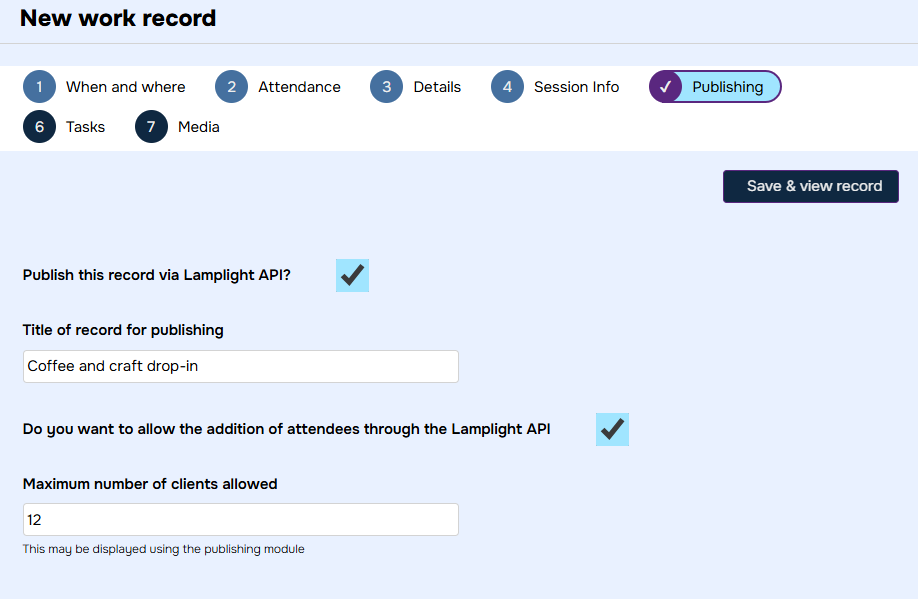 New work record
1 When and where 2 Attendance 3 Details 4 Session Info ✓ Publishing
6 Tasks 7 Media
Save & view record
Publish this record via Lamplight API?
Title of record for publishing
Coffee and craft drop-in
Do you want to allow the addition of attendees through the Lamplight API
Maximum number of clients allowed
12
This may be displayed using the publishing module